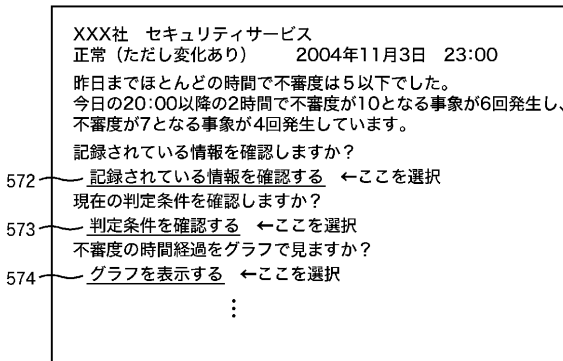 XXX社 セキュリティサービス
正常（ただし変化あり） 2004年11月3日 23:00
昨日までほとんどの時間で不審度は5以下でした。
今日の20:00以降の2時間で不審度が10となる事象が6回発生し、
不審度が7となる事象が4回発生しています。
記録されている情報を確認しますか？
572 記録されている情報を確認する ←ここを選択
現在の判定条件を確認しますか？
573 判定条件を確認する ←ここを選択
不審度の時間経過をグラフで見ますか？
574 グラフを表示する ←ここを選択
⋮